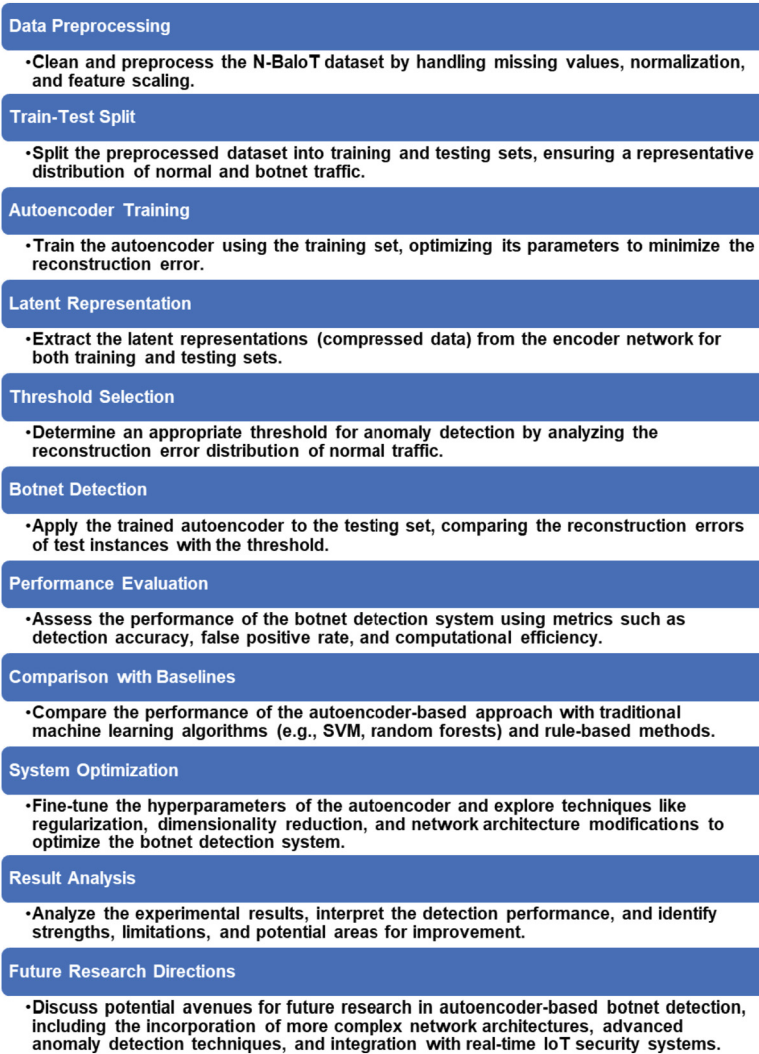 Data Preprocessing
•Clean and preprocess the N-BaIoT dataset by handling missing values, normalization,
and feature scaling.
Train-Test Split
•Split the preprocessed dataset into training and testing sets, ensuring a representative
distribution of normal and botnet traffic.
Autoencoder Training
•Train the autoencoder using the training set, optimizing its parameters to minimize the
reconstruction error.
Latent Representation
•Extract the latent representations (compressed data) from the encoder network for
both training and testing sets.
Threshold Selection
•Determine an appropriate threshold for anomaly detection by analyzing the
reconstruction error distribution of normal traffic.
Botnet Detection
•Apply the trained autoencoder to the testing set, comparing the reconstruction errors
of test instances with the threshold.
Performance Evaluation
•Assess the performance of the botnet detection system using metrics such as
detection accuracy, false positive rate, and computational efficiency.
Comparison with Baselines
•Compare the performance of the autoencoder-based approach with traditional
machine learning algorithms (e.g., SVM, random forests) and rule-based methods.
System Optimization
•Fine-tune the hyperparameters of the autoencoder and explore techniques like
regularization, dimensionality reduction, and network architecture modifications to
optimize the botnet detection system.
Result Analysis
•Analyze the experimental results, interpret the detection performance, and identify
strengths, limitations, and potential areas for improvement.
Future Research Directions
•Discuss potential avenues for future research in autoencoder-based botnet detection,
including the incorporation of more complex network architectures, advanced
anomaly detection techniques, and integration with real-time IoT security systems.